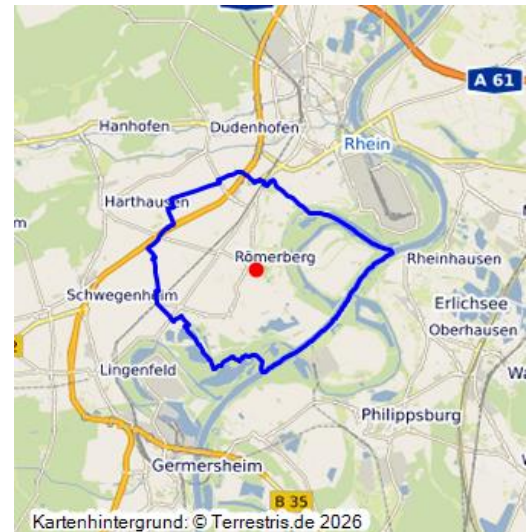 A 61
Hanhofen
Dudenhofen
Rhein
Harthausen
Römerberg
Rheinhausen
Schwegenheim
Erlichsee
Oberhausen
Lingenfeld
Philippsburg
Germersheim
B 35
Kartenhintergrund: © Terrestris.de 2026